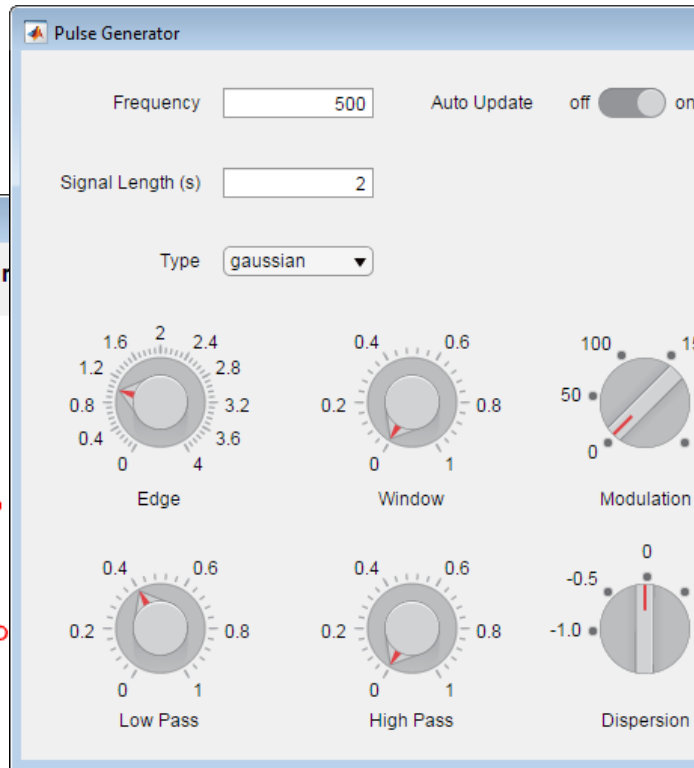 Pulse Generator
Frequency 500 Auto Update off on
Signal Length (s) 2
Type gaussian
1.6 2 2.4 0.4 0.6 100
1.2 2.8
0.8 3.2 0.2 0.8 50
0.4 3.6
0 4 0 1 0
Edge Window Modulation
0
0.4 0.6 0.4 0.6 -0.5
0.2 0.8 0.2 0.8 -1.0
0 1 0 1
Low Pass High Pass Dispersion